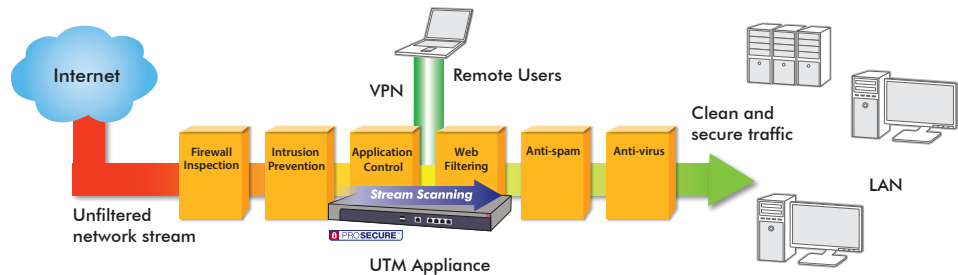 Internet
Unfiltered
network stream
Firewall
Inspection
Intrusion
Prevention
Application
Control
VPN
Remote Users
Web
Filtering
Anti-spam
Anti-virus
Stream Scanning
PROSECURE™
UTM Appliance
Clean and
secure traffic
LAN